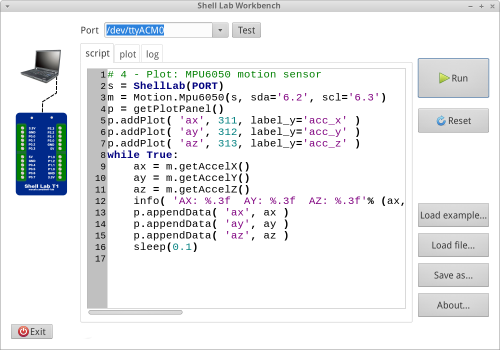 Shell Lab Workbench
Port /dev/ttyACM0 Test
script plot log
1 # 4 - Plot: MPU6050 motion sensor
2 s = ShellLab(PORT)
3 m = Motion.Mpu6050(s, sda='6.2', scl='6.3')
4 p = getPlotPanel()
5 p.addPlot( 'ax', 311, label_y='acc_x' )
6 p.addPlot( 'ay', 312, label_y='acc_y' )
7 p.addPlot( 'az', 313, label_y='acc_z' )
8 while True:
9 ax = m.getAccelX()
10 ay = m.getAccelY()
11 az = m.getAccelZ()
12 info( 'AX: %.3f  AY: %.3f  AZ: %.3f'% (ax,
13 p.appendData( 'ax', ax )
14 p.appendData( 'ay', ay )
15 p.appendData( 'az', az )
16 sleep(0.1)
17
Run
Reset
Load example...
Load file...
Save as...
About...
Shell Lab T1
Exit